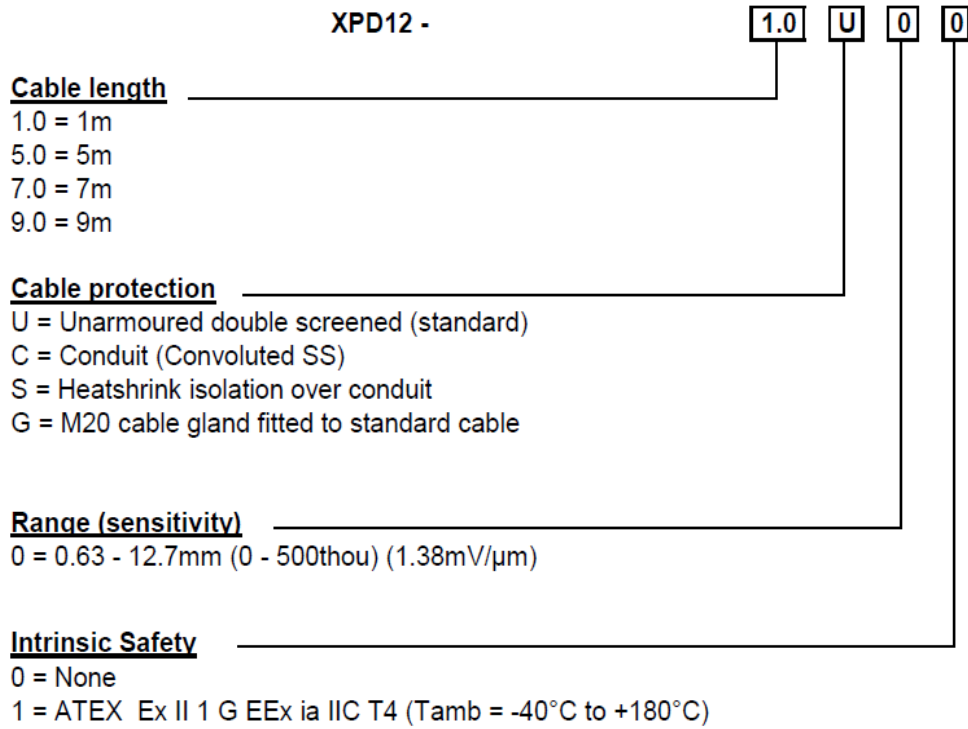 XPD12 - 1.0 U 0 0
Cable length
1.0 = 1m
5.0 = 5m
7.0 = 7m
9.0 = 9m
Cable protection
U = Unarmoured double screened (standard)
C = Conduit (Convoluted SS)
S = Heatshrink isolation over conduit
G = M20 cable gland fitted to standard cable
Range (sensitivity)
0 = 0.63 - 12.7mm (0 - 500thou) (1.38mV/µm)
Intrinsic Safety
0 = None
1 = ATEX Ex II 1 G EEx ia IIC T4 (Tamb = -40°C to +180°C)